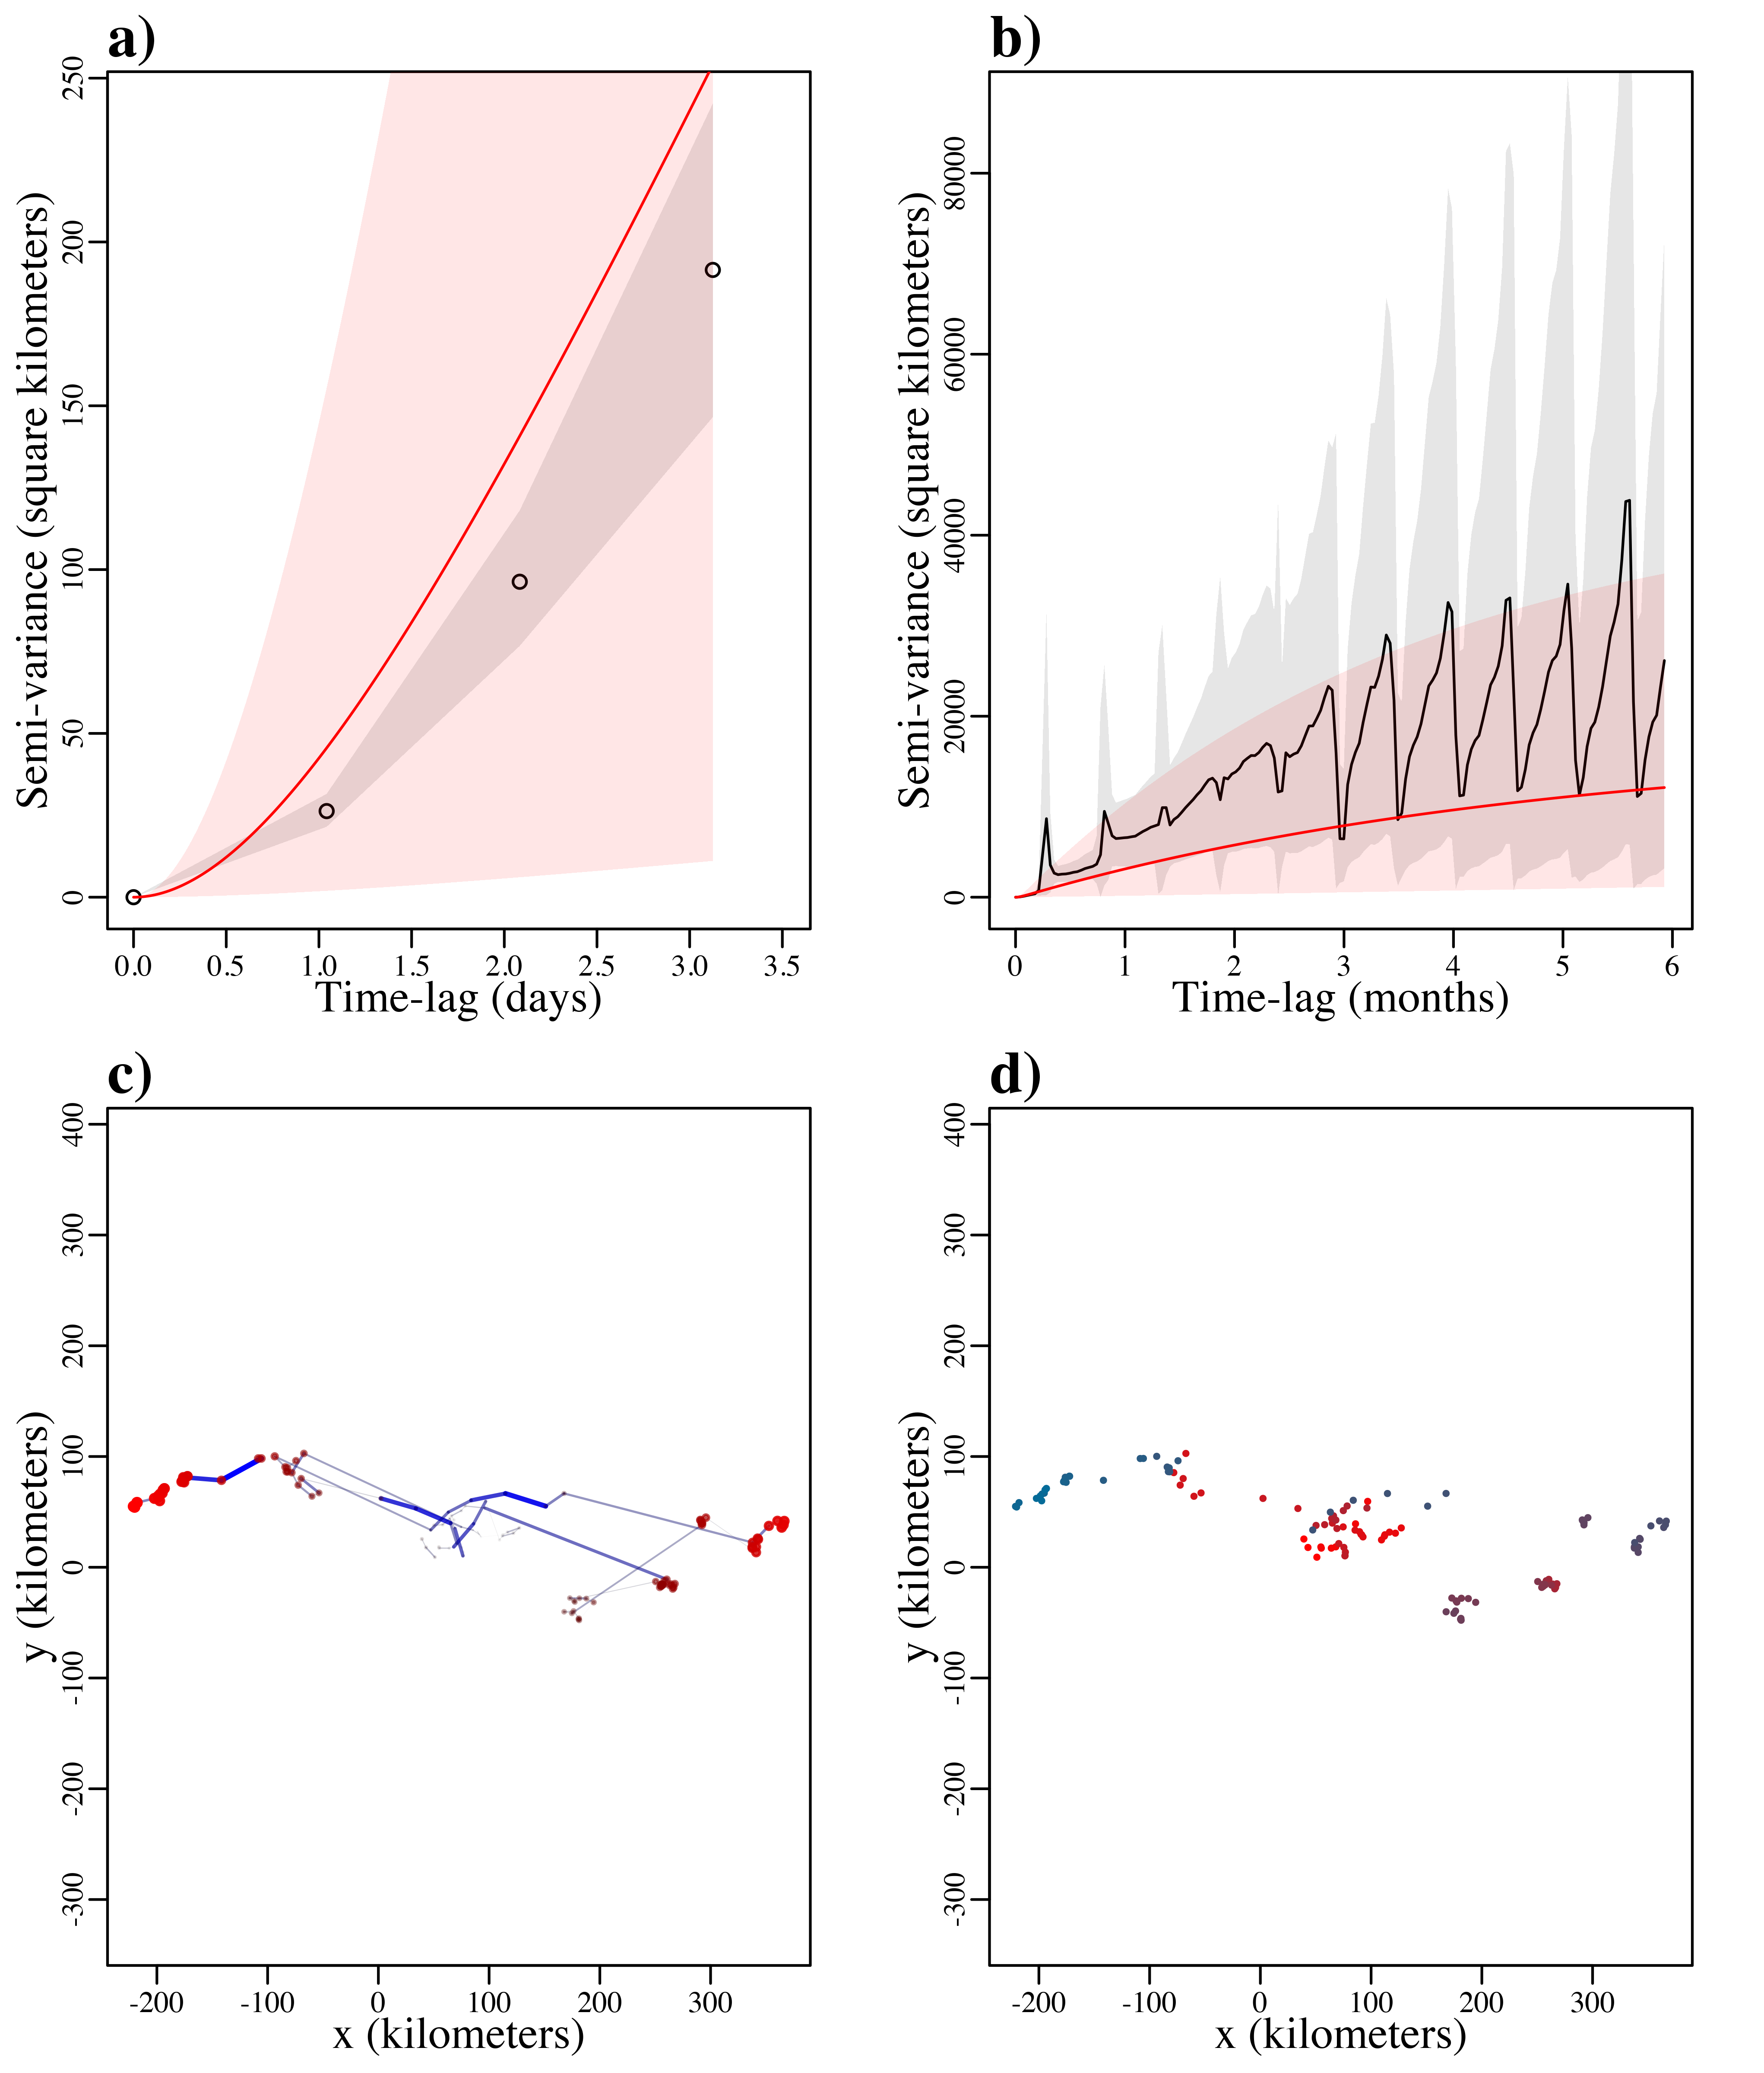 a)
Semi-variance (square kilometers)
0 50 100 150 200 250
0.0 0.5 1.0 1.5 2.0 2.5 3.0 3.5
Time-lag (days)
b)
Semi-variance (square kilometers)
0 20000 40000 60000 80000
0 1 2 3 4 5 6
Time-lag (months)
c)
y (kilometers)
-300 -200 -100 0 100 200 300 400
-200 -100 0 100 200 300
x (kilometers)
d)
y (kilometers)
-300 -200 -100 0 100 200 300 400
-200 -100 0 100 200 300
x (kilometers)